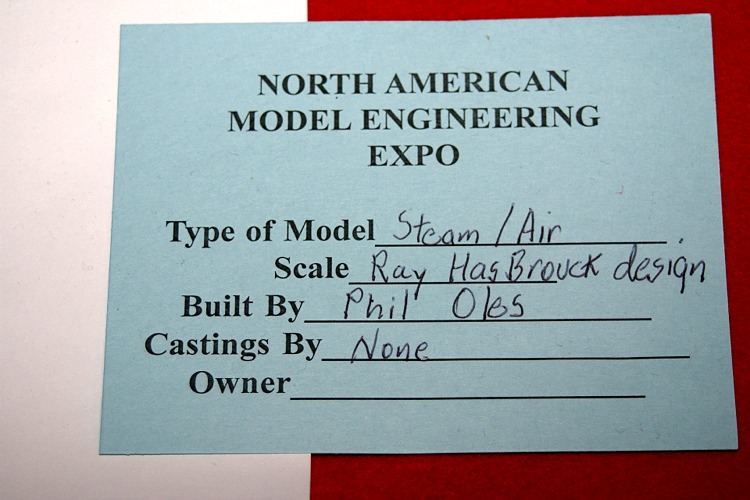 NORTH AMERICAN
MODEL ENGINEERING
EXPO
Type of Model Steam / Air
Scale Ray HasBrouck design
Built By Phil Oles
Castings By None
Owner